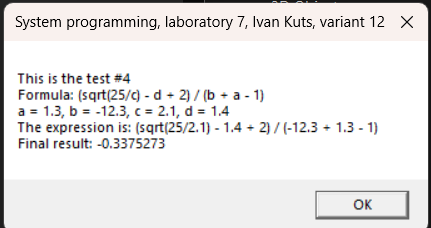 System programming, laboratory 7, Ivan Kuts, variant 12
This is the test #4
Formula: (sqrt(25/c) - d + 2) / (b + a - 1)
a = 1.3, b = -12.3, c = 2.1, d = 1.4
The expression is: (sqrt(25/2.1) - 1.4 + 2) / (-12.3 + 1.3 - 1)
Final result: -0.3375273
OK